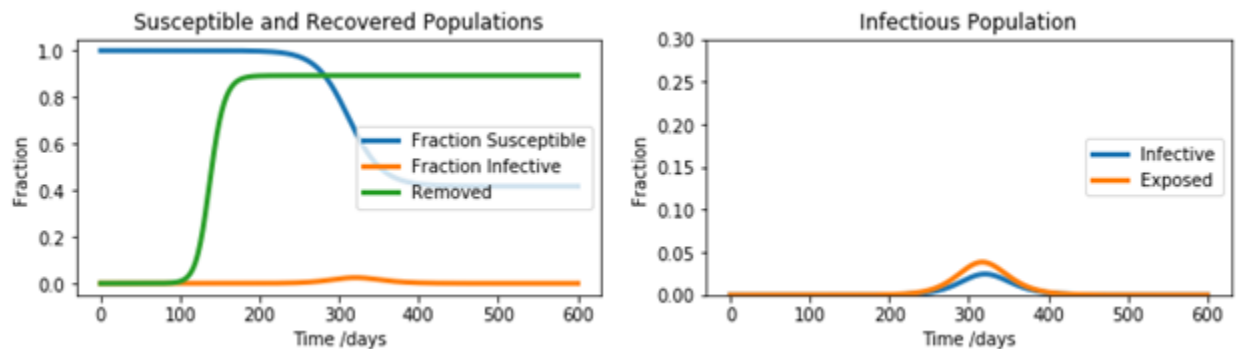 Susceptible and Recovered Populations
1.0
0.8
0.6
0.4
0.2
0.0
Fraction
Fraction Susceptible
Fraction Infective
Removed
0 100 200 300 400 500 600
Time /days
Infectious Population
0.30
0.25
0.20
0.15
0.10
0.05
0.00
Fraction
Infective
Exposed
0 100 200 300 400 500 600
Time /days